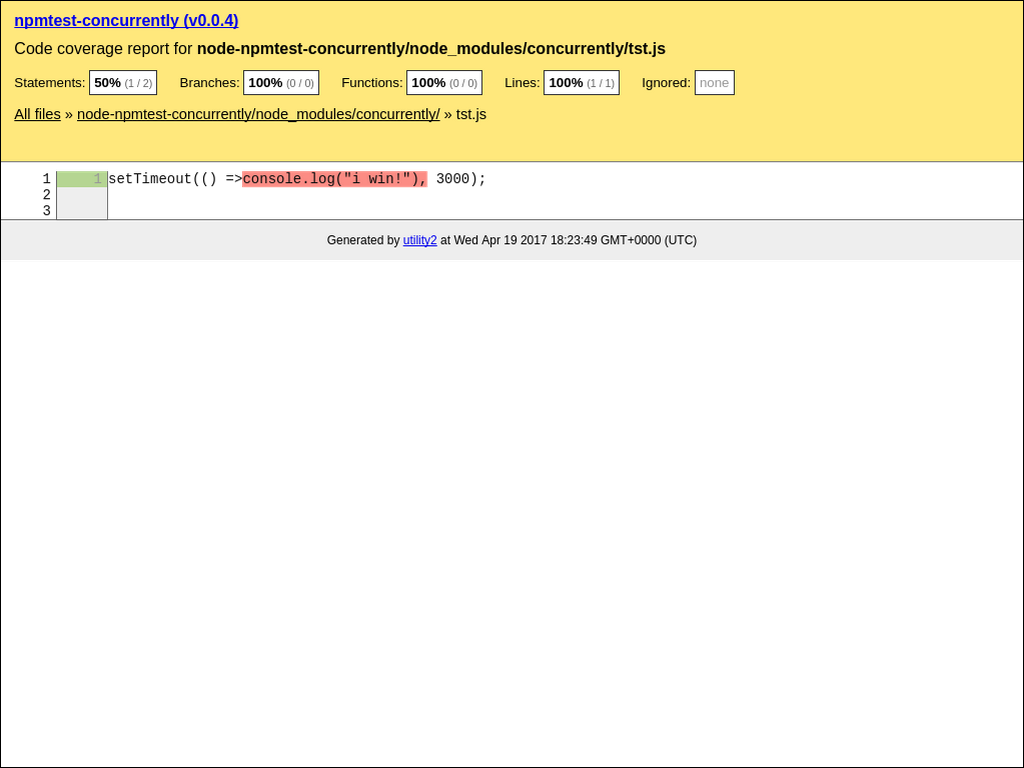 npmtest-concurrently (v0.0.4)
Code coverage report for node-npmtest-concurrently/node_modules/concurrently/tst.js
Statements: 50% (1 / 2) Branches: 100% (0 / 0) Functions: 100% (0 / 0) Lines: 100% (1 / 1) Ignored: none
All files » node-npmtest-concurrently/node_modules/concurrently/ » tst.js
1 1 setTimeout(() =>console.log("i win!"), 3000);
2
3
Generated by utility2 at Wed Apr 19 2017 18:23:49 GMT+0000 (UTC)